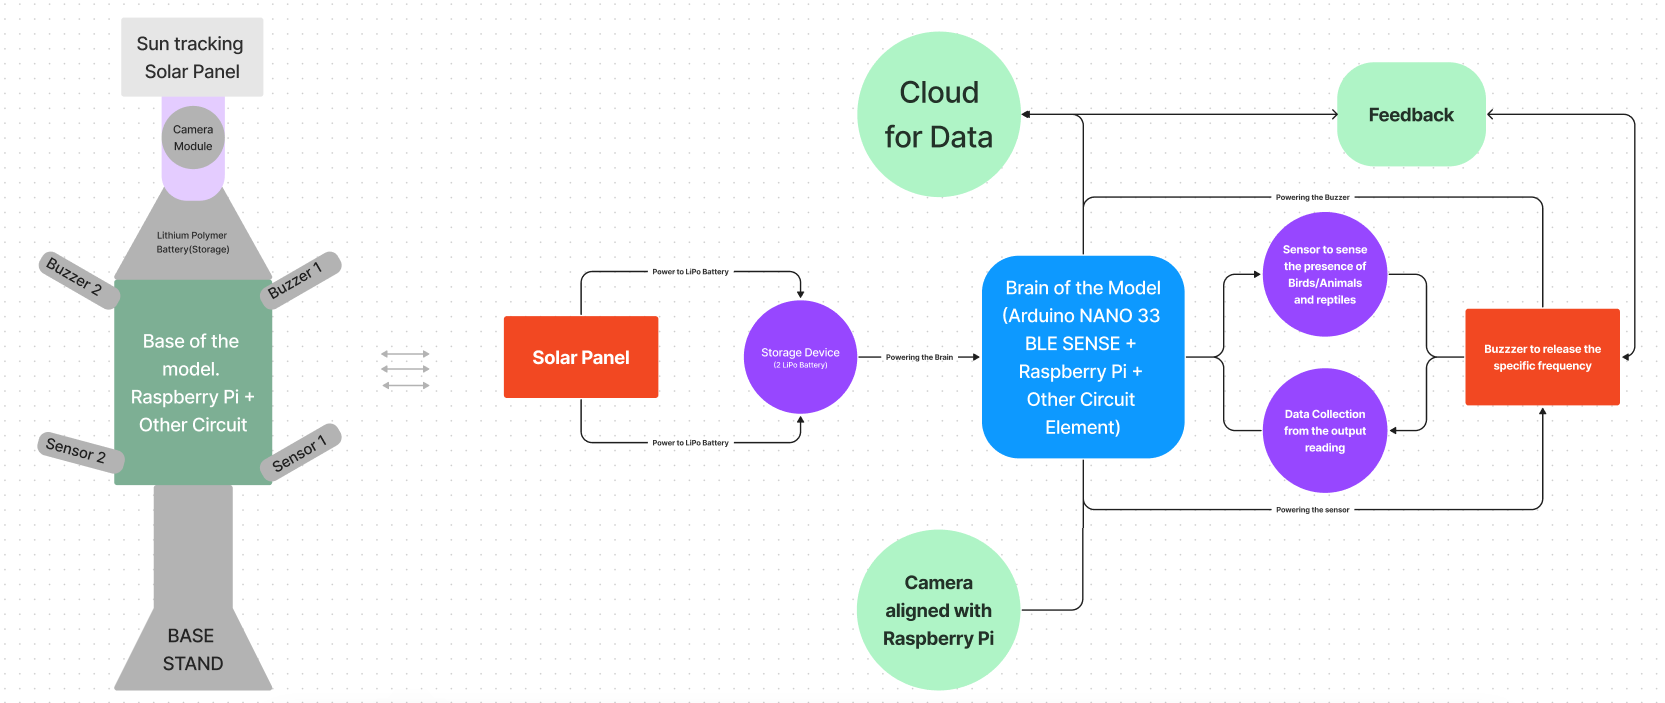 Sun tracking
Solar Panel
Camera
Module
Lithium Polymer
Battery(Storage)
Buzzer 2
Buzzer 1
Base of the
model.
Raspberry Pi +
Other Circuit
Sensor 2
Sensor 1
BASE
STAND
Power to LiPo Battery
Solar Panel
Storage Device
(2 LiPo Battery)
Power to LiPo Battery
Powering the Brain
Cloud
for Data
Feedback
Powering the Buzzer
Brain of the Model
(Arduino NANO 33
BLE SENSE +
Raspberry Pi +
Other Circuit
Element)
Sensor to sense
the presence of
Birds/Animals
and reptiles
Buzzzer to release the
specific frequency
Data Collection
from the output
reading
Powering the sensor
Camera
aligned with
Raspberry Pi